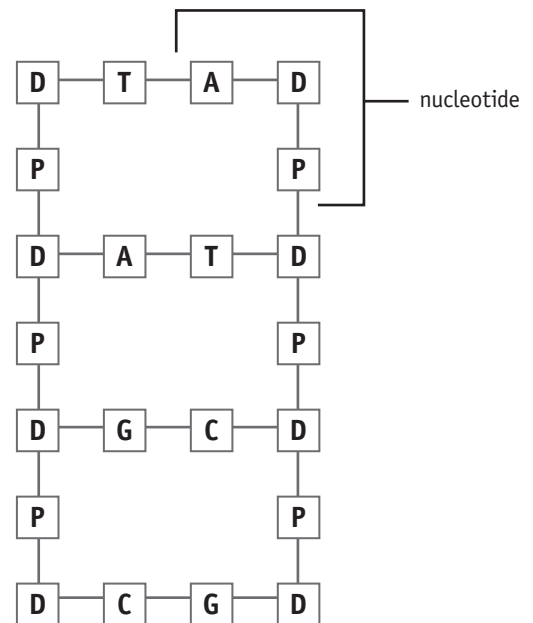 D T A D
nucleotide
P P
D A T D
P P
D G C D
P P
D C G D